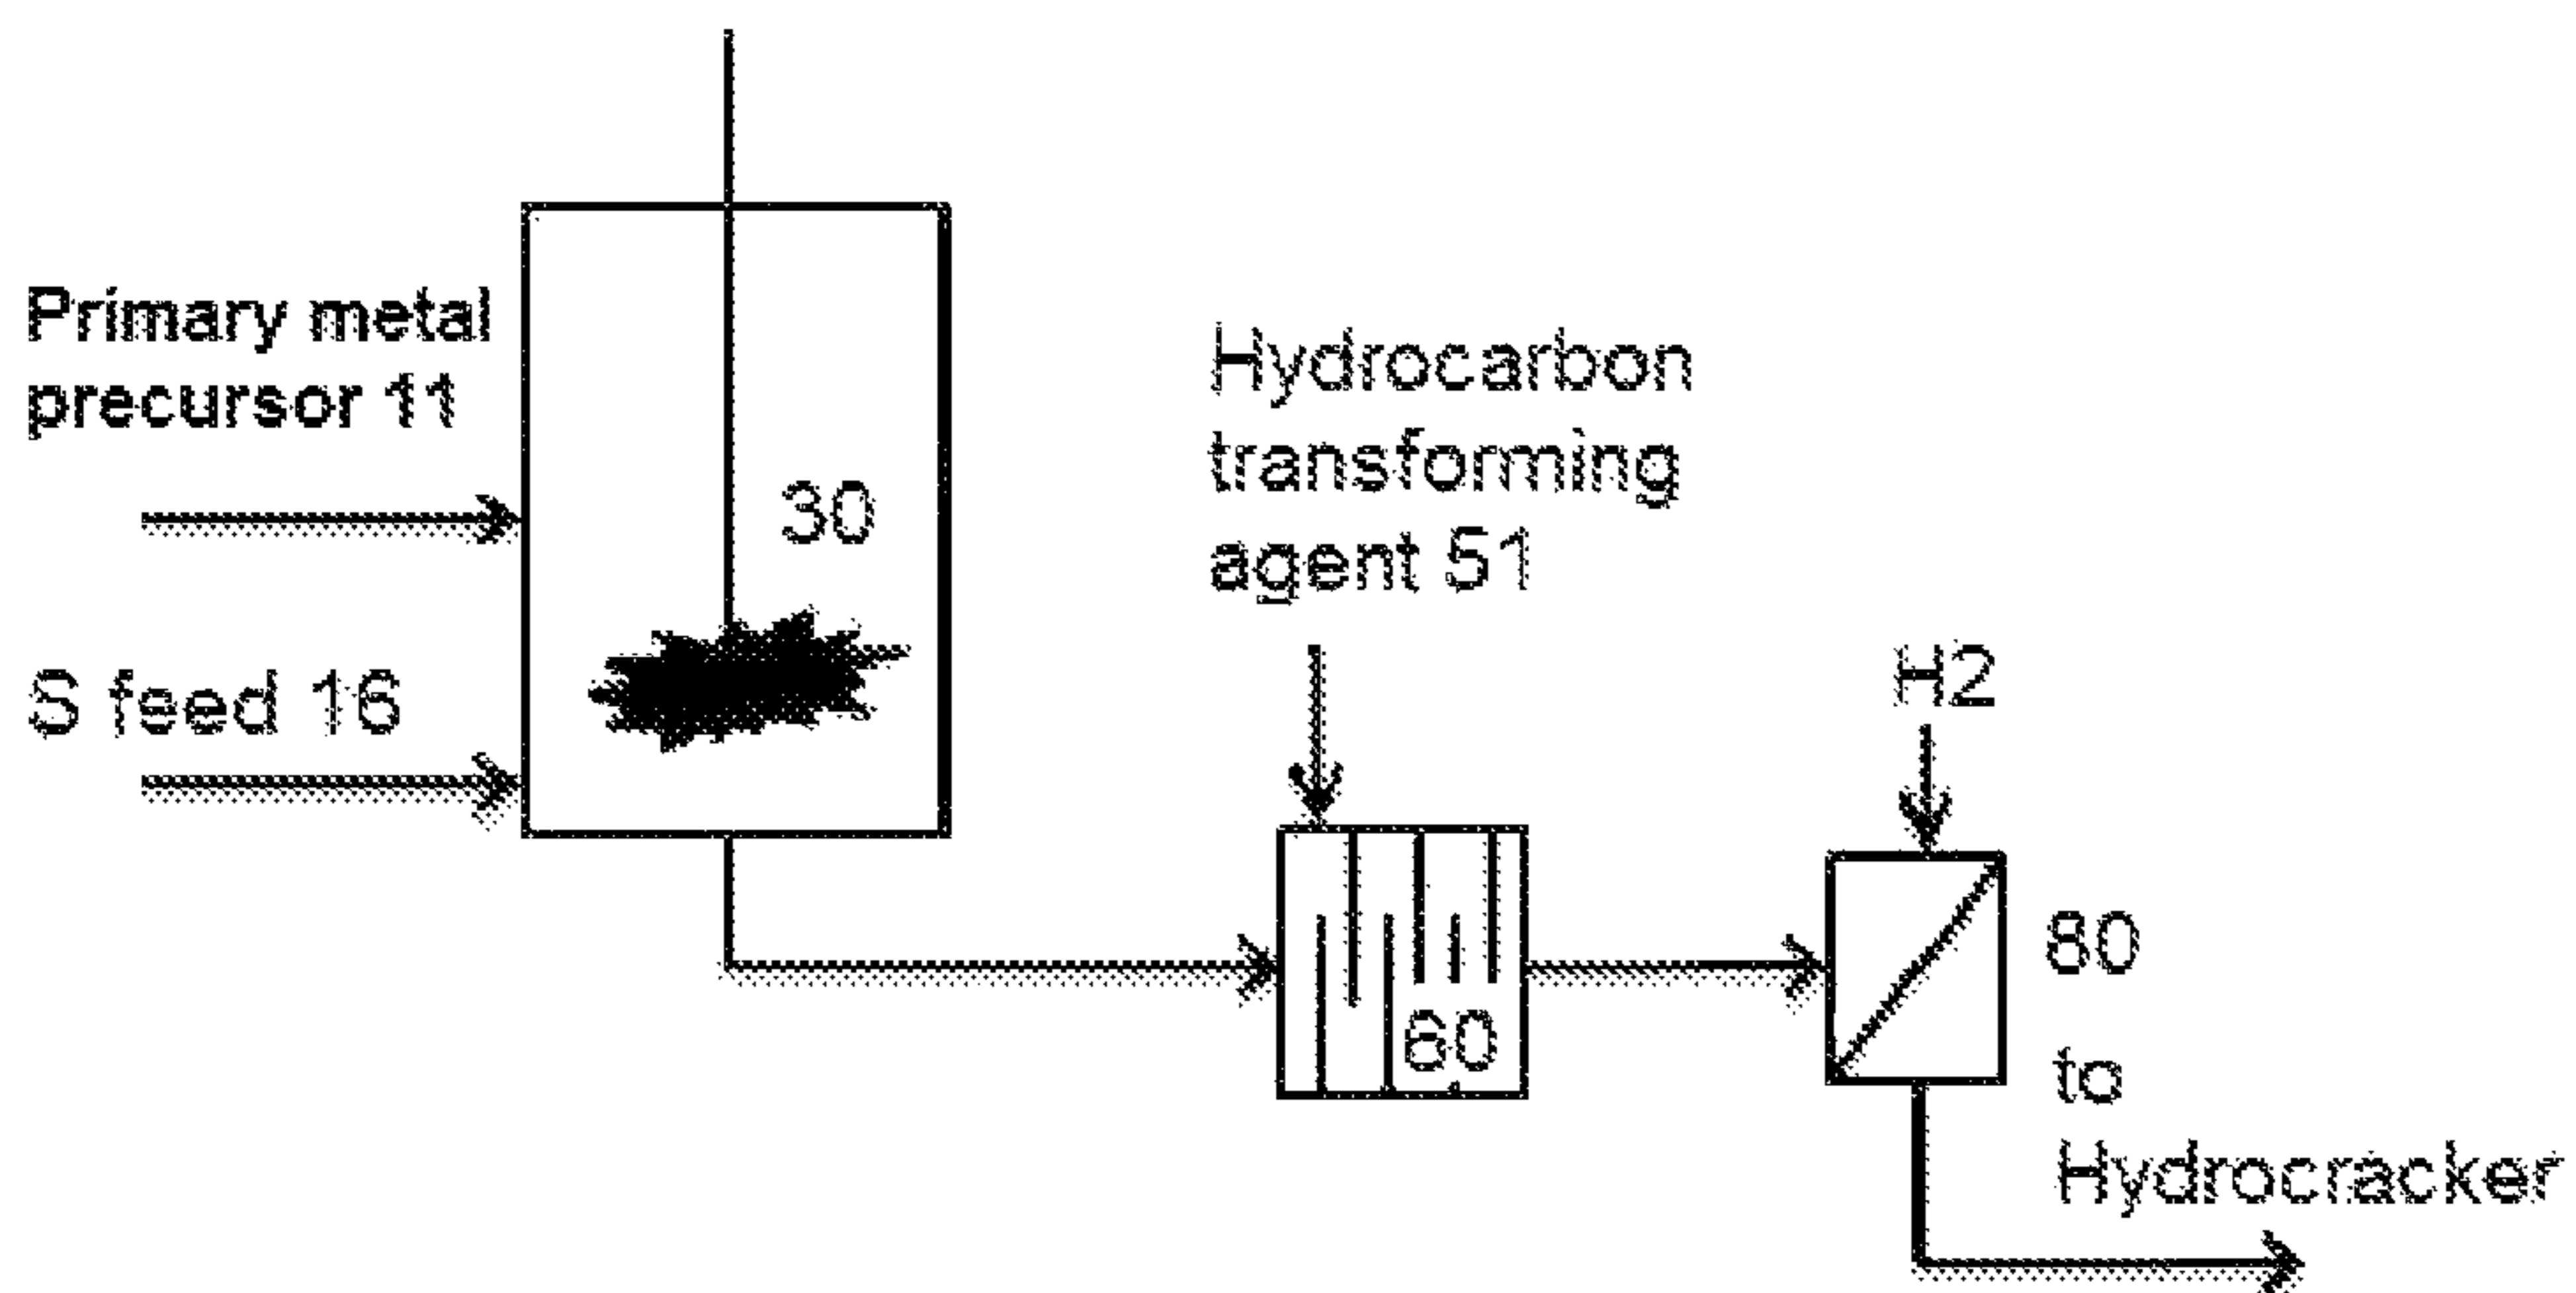 Primary metal
precursor 11
S feed 16
30
Hydrocarbon
transforming
agent 51
60
H2
80
to
Hydrocracker